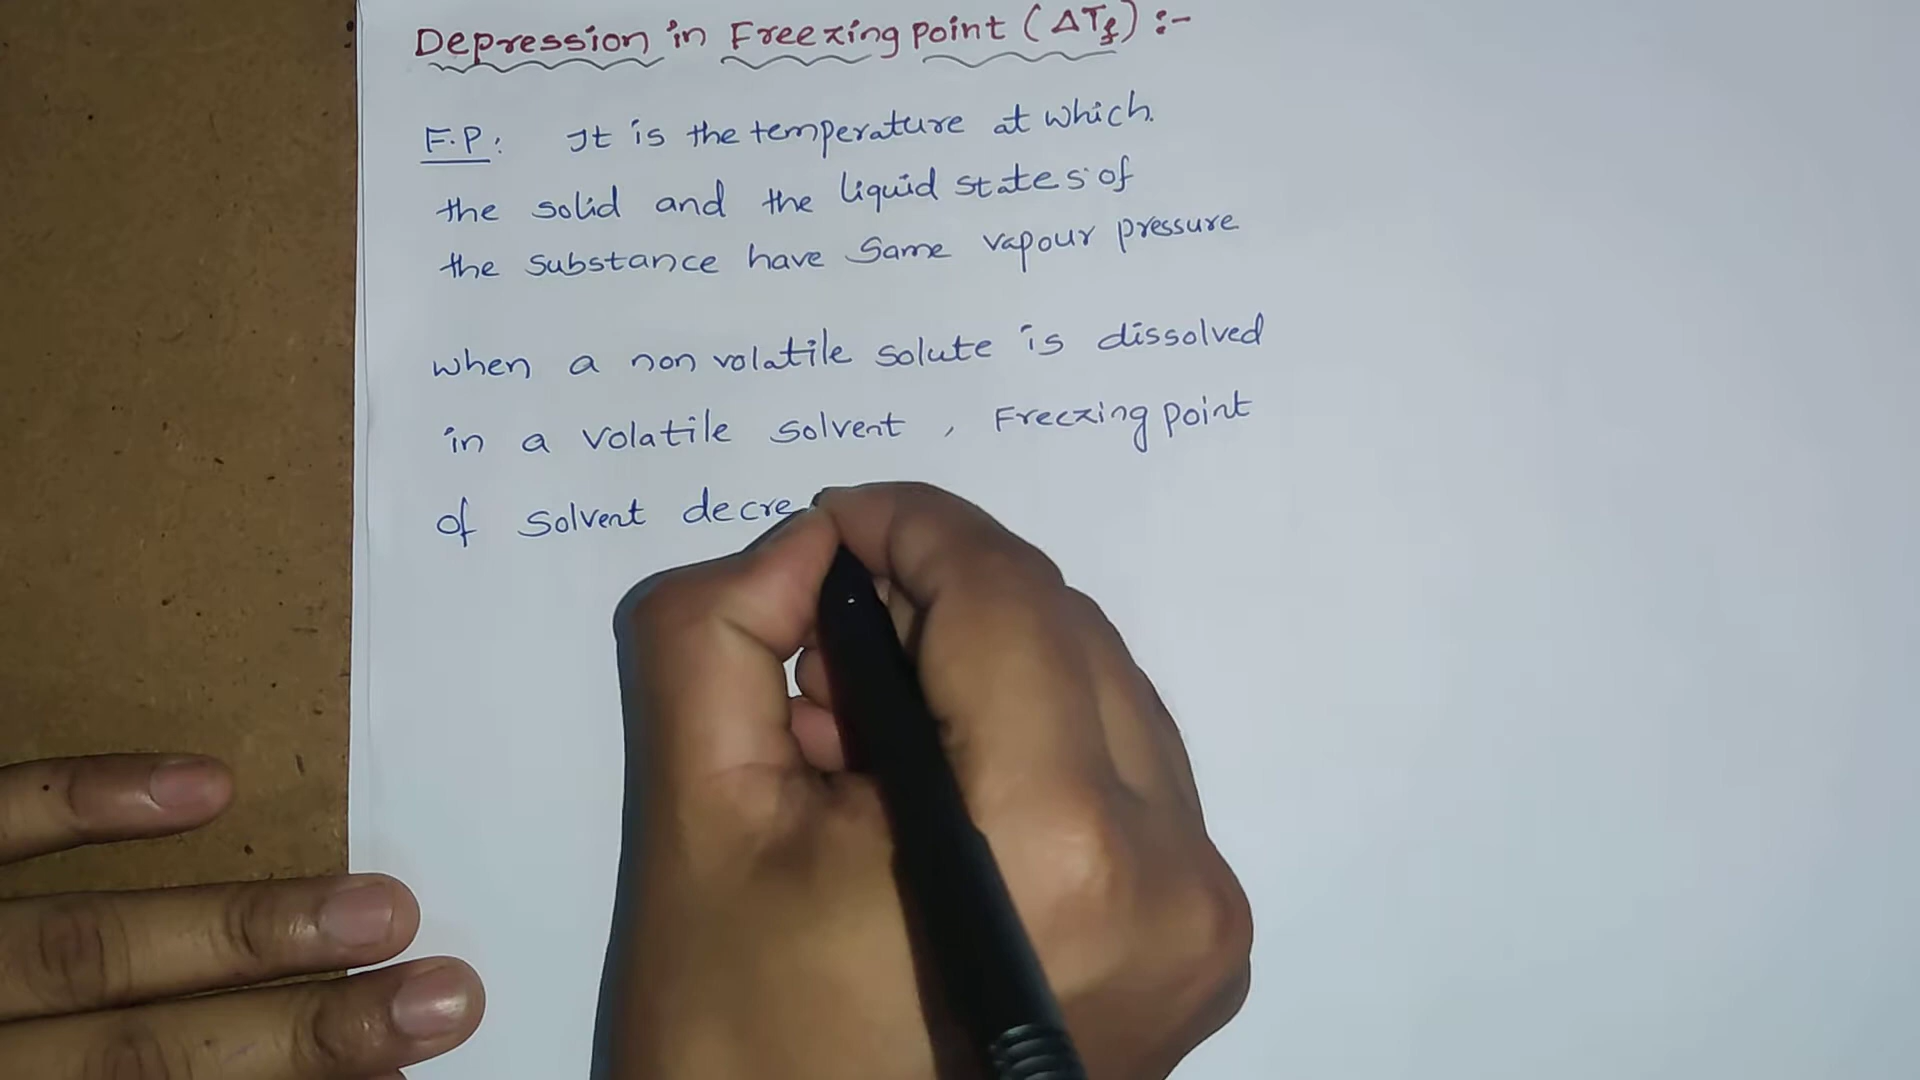 Depression in Freezing point (ΔTf) :-
F.P: It is the temperature at which
the solid and the liquid states of
the substance have same vapour pressure
when a non volatile solute is dissolved
in a volatile solvent, Freezing point
of solvent decre